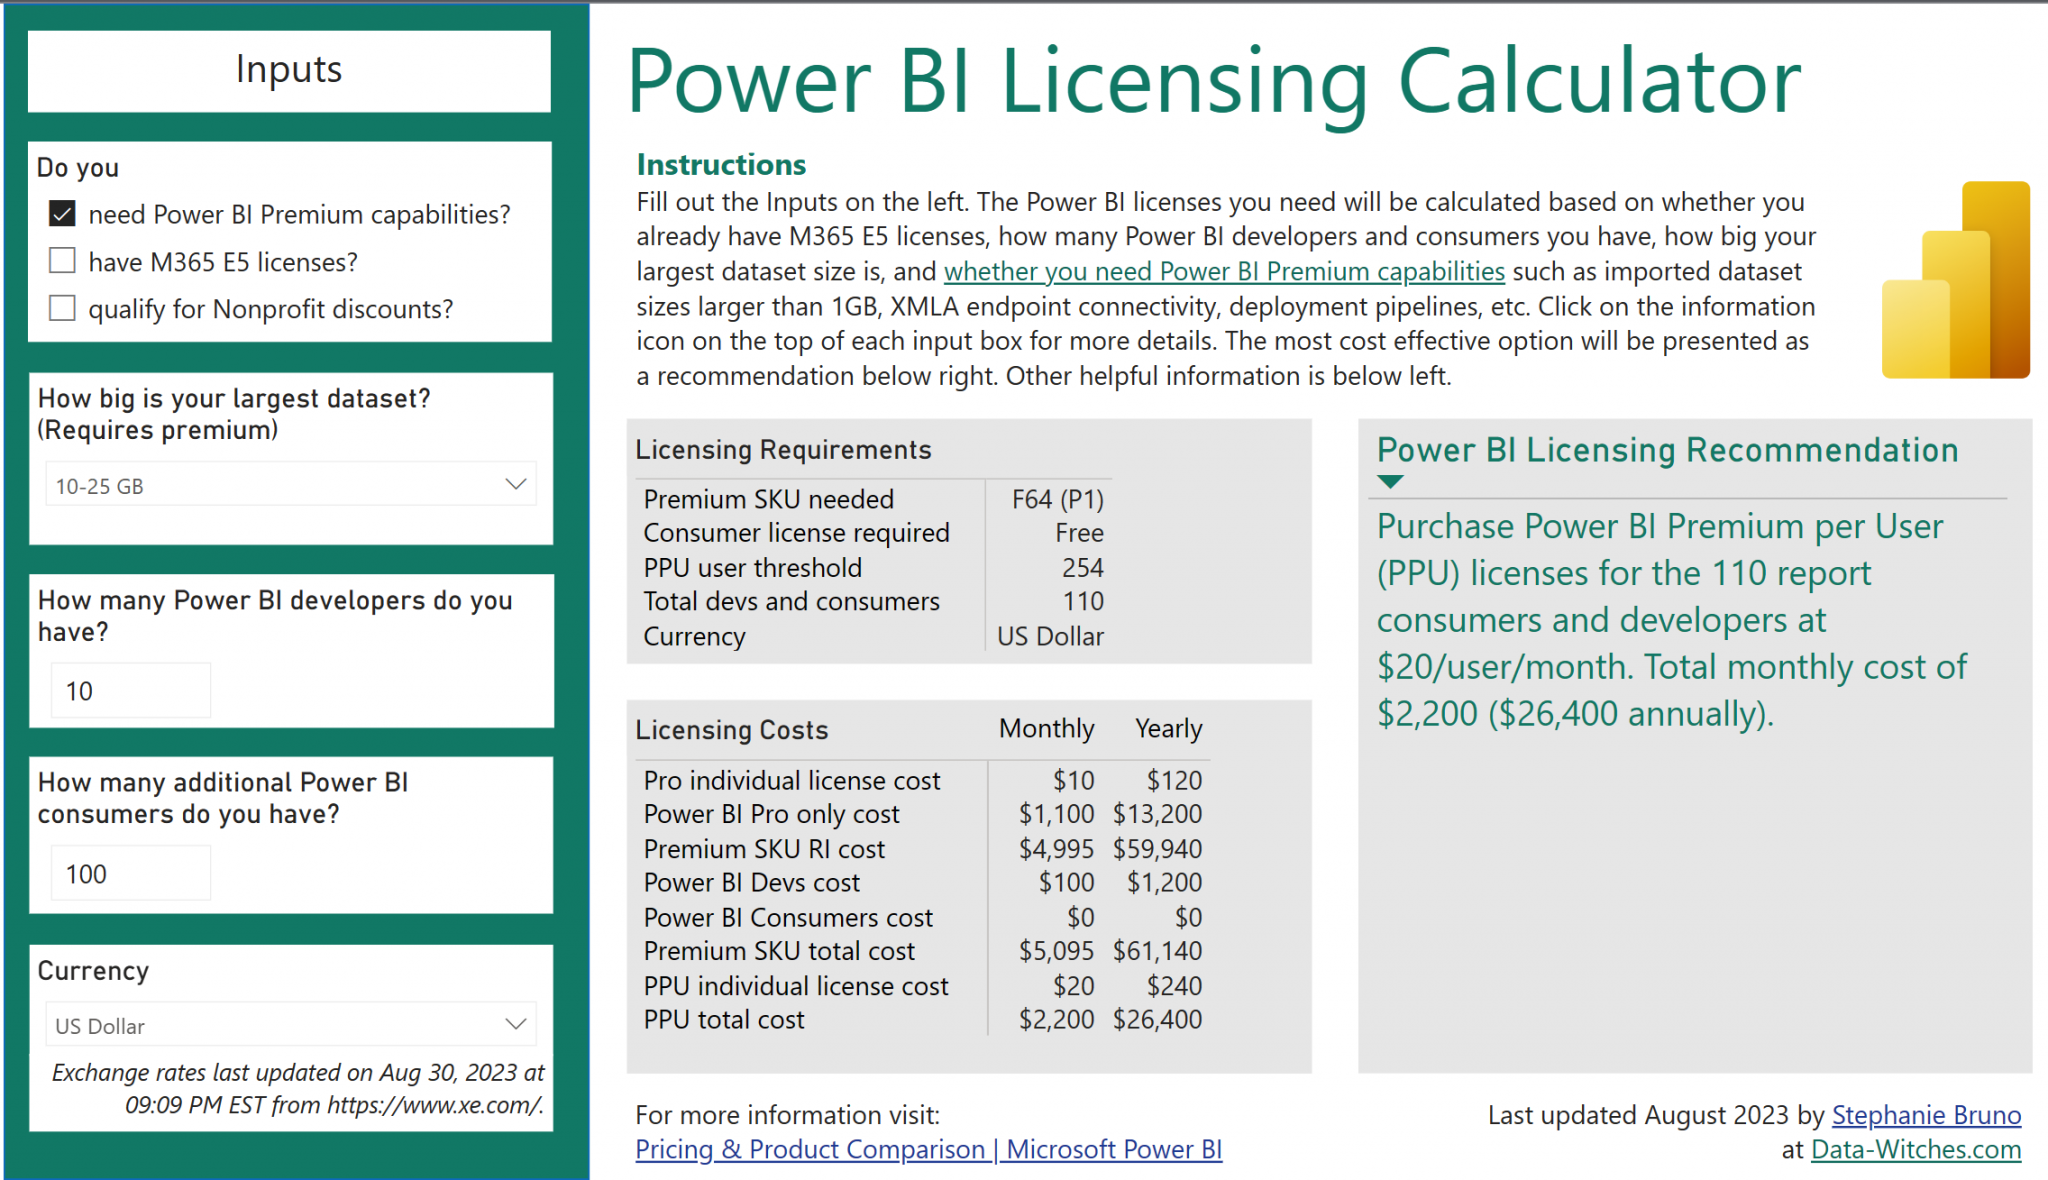 Inputs
Do you
need Power BI Premium capabilities?
have M365 E5 licenses?
qualify for Nonprofit discounts?
How big is your largest dataset?
(Requires premium)
10-25 GB
How many Power BI developers do you
have?
10
How many additional Power BI
consumers do you have?
100
Currency
US Dollar
Exchange rates last updated on Aug 30, 2023 at
09:09 PM EST from https://www.xe.com/.
Power BI Licensing Calculator
Instructions
Fill out the Inputs on the left. The Power BI licenses you need will be calculated based on whether you
already have M365 E5 licenses, how many Power BI developers and consumers you have, how big your
largest dataset size is, and whether you need Power BI Premium capabilities such as imported dataset
sizes larger than 1GB, XMLA endpoint connectivity, deployment pipelines, etc. Click on the information
icon on the top of each input box for more details. The most cost effective option will be presented as
a recommendation below right. Other helpful information is below left.
Licensing Requirements
Premium SKU needed F64 (P1)
Consumer license required Free
PPU user threshold 254
Total devs and consumers 110
Currency US Dollar
Licensing Costs Monthly Yearly
Pro individual license cost $10 $120
Power BI Pro only cost $1,100 $13,200
Premium SKU RI cost $4,995 $59,940
Power BI Devs cost $100 $1,200
Power BI Consumers cost $0 $0
Premium SKU total cost $5,095 $61,140
PPU individual license cost $20 $240
PPU total cost $2,200 $26,400
Power BI Licensing Recommendation
Purchase Power BI Premium per User
(PPU) licenses for the 110 report
consumers and developers at
$20/user/month. Total monthly cost of
$2,200 ($26,400 annually).
For more information visit:
Pricing & Product Comparison | Microsoft Power BI
Last updated August 2023 by Stephanie Bruno
at Data-Witches.com